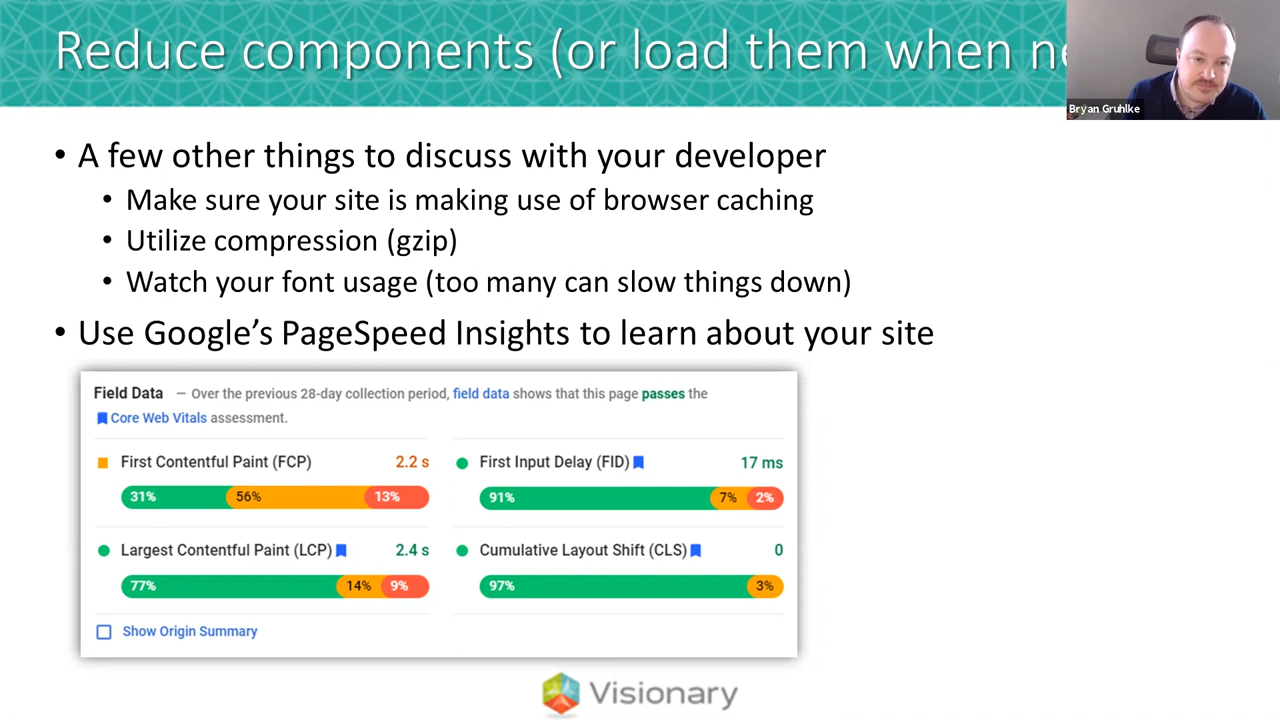 Reduce components (or load them when
Bryan Gruhlke
• A few other things to discuss with your developer
• Make sure your site is making use of browser caching
• Utilize compression (gzip)
• Watch your font usage (too many can slow things down)
• Use Google’s PageSpeed Insights to learn about your site
Field Data — Over the previous 28-day collection period, field data shows that this page passes the
Core Web Vitals assessment.
First Contentful Paint (FCP) 2.2 s
31% 56% 13%
First Input Delay (FID) 17 ms
91% 7% 2%
Largest Contentful Paint (LCP) 2.4 s
77% 14% 9%
Cumulative Layout Shift (CLS) 0
97% 3%
Show Origin Summary
Visionary